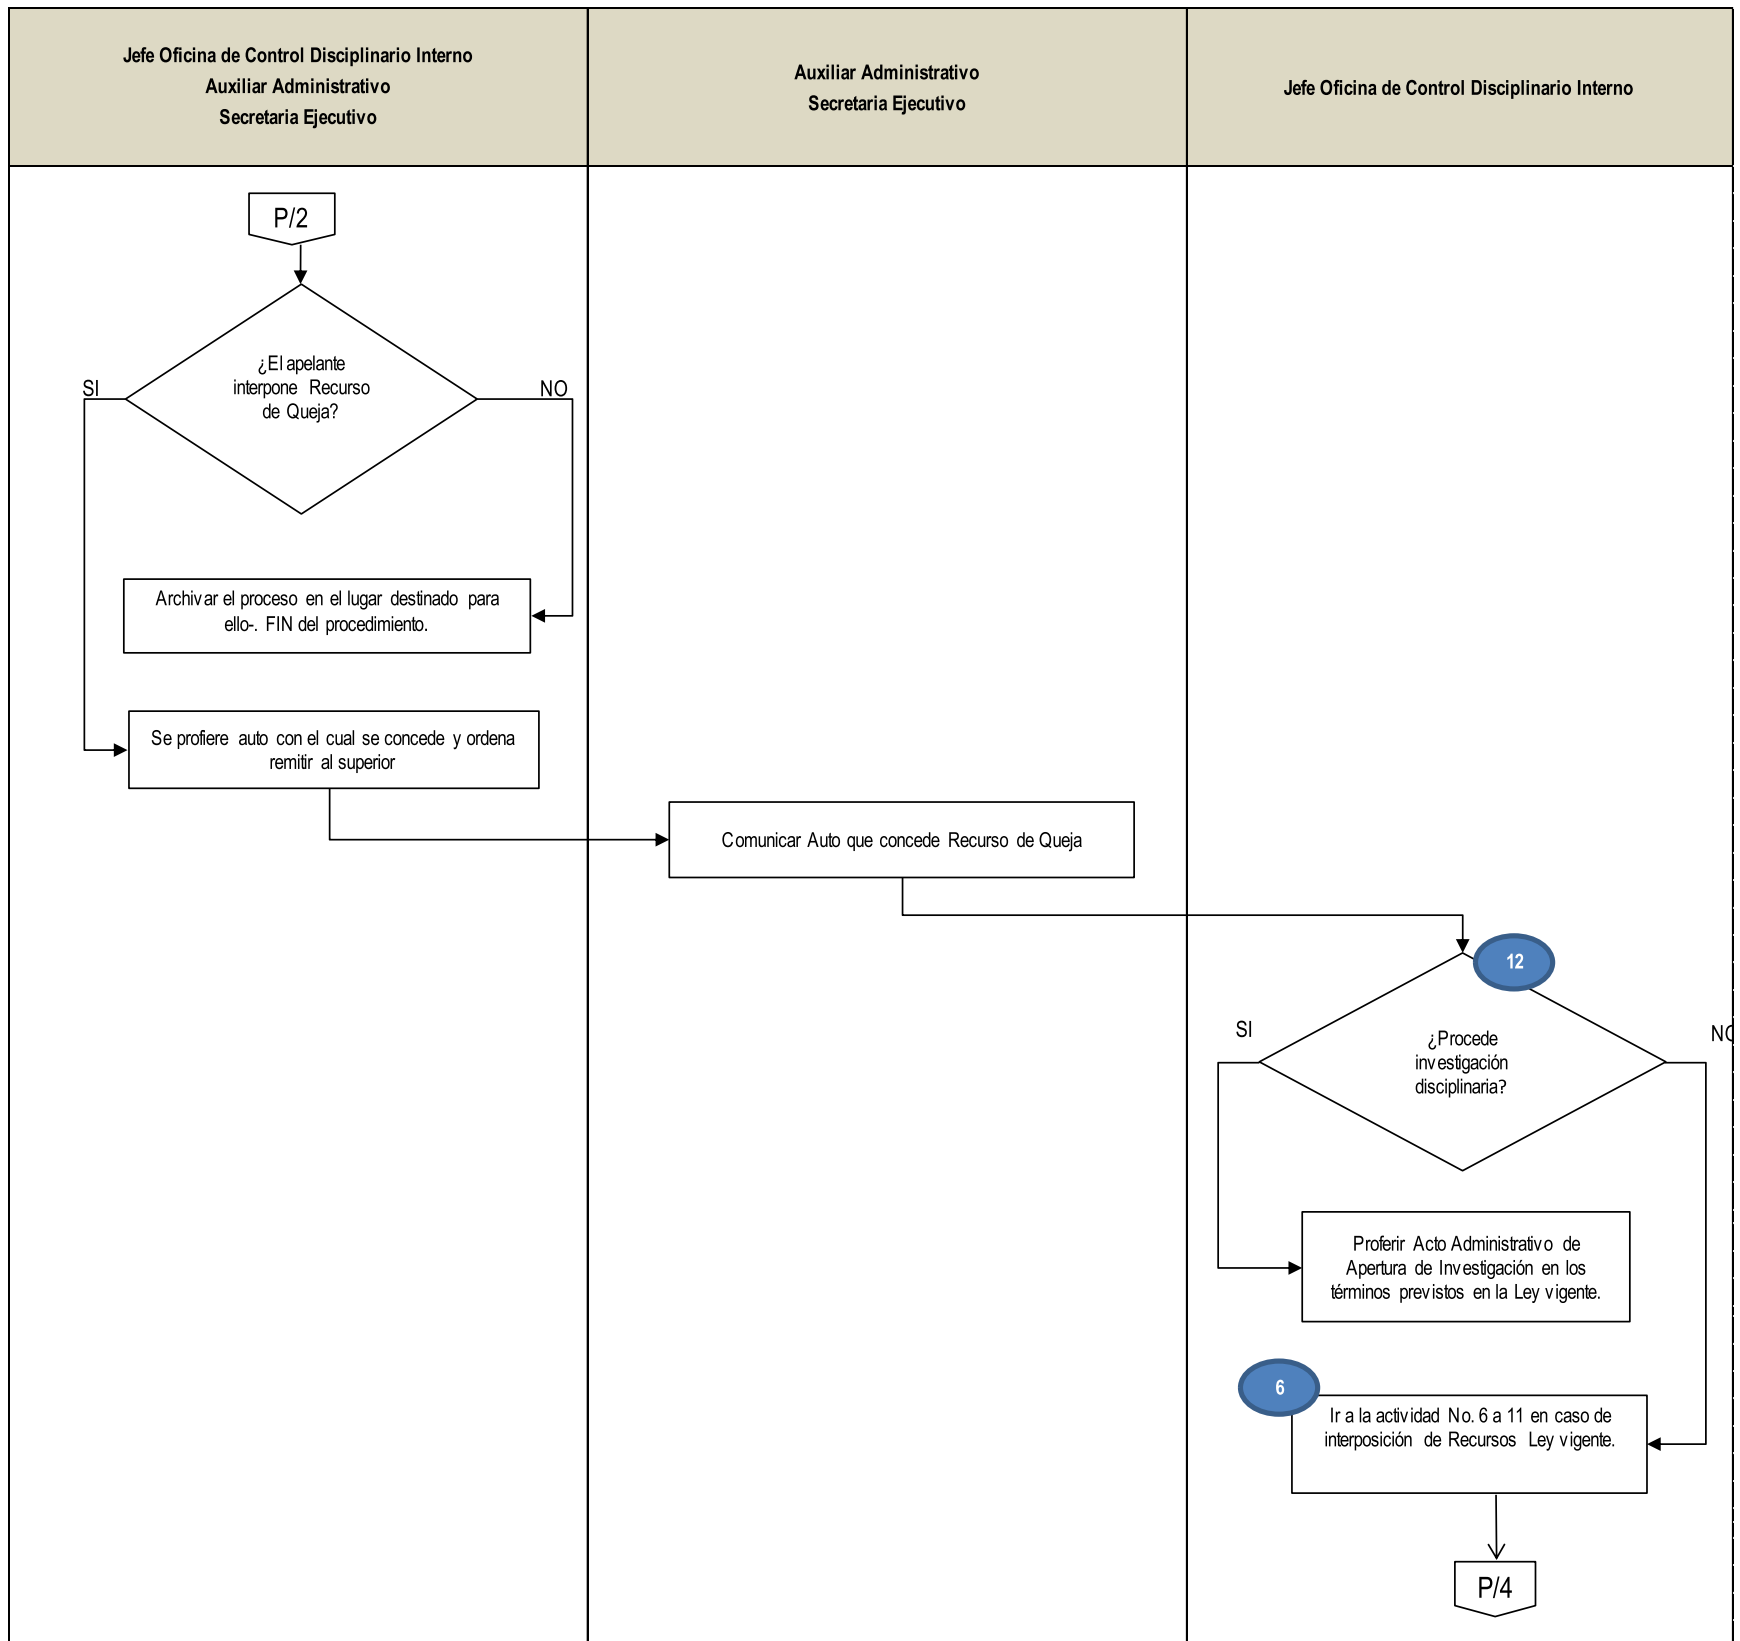 Jefe Oficina de Control Disciplinario Interno
Auxiliar Administrativo
Secretaria Ejecutivo
Auxiliar Administrativo
Secretaria Ejecutivo
Jefe Oficina de Control Disciplinario Interno
P/2
¿El apelante
interpone Recurso
de Queja?
SI
NO
Archivar el proceso en el lugar destinado para
ello-. FIN del procedimiento.
Se profiere auto con el cual se concede y ordena
remitir al superior
Comunicar Auto que concede Recurso de Queja
12
¿Procede
investigación
disciplinaria?
SI
NO
Proferir Acto Administrativo de
Apertura de Investigación en los
términos previstos en la Ley vigente.
6
Ir a la actividad No. 6 a 11 en caso de
interposición de Recursos Ley vigente.
P/4